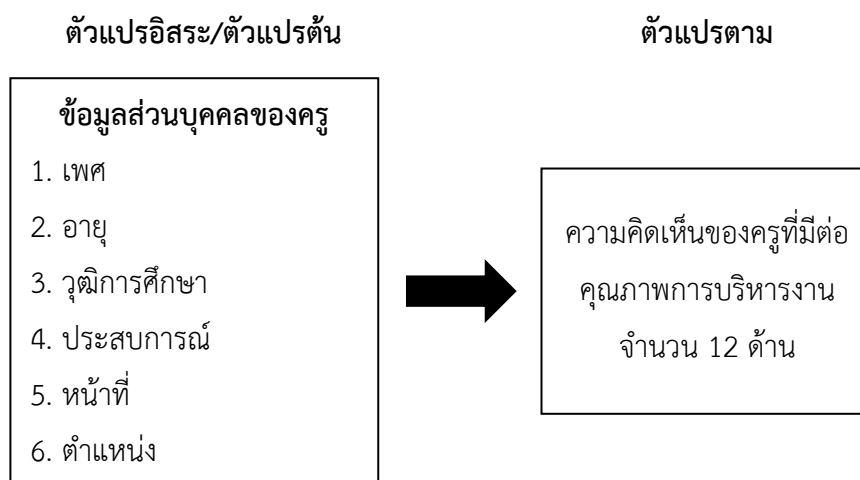 ตัวแปรอิสระ/ตัวแปรต้น
ข้อมูลส่วนบุคคลของครู
1. เพศ
2. อายุ
3. วุฒิการศึกษา
4. ประสบการณ์
5. หน้าที่
6. ตำแหน่ง
ตัวแปรตาม
ความคิดเห็นของครูที่มีต่อ
คุณภาพการบริหารงาน
จำนวน 12 ด้าน